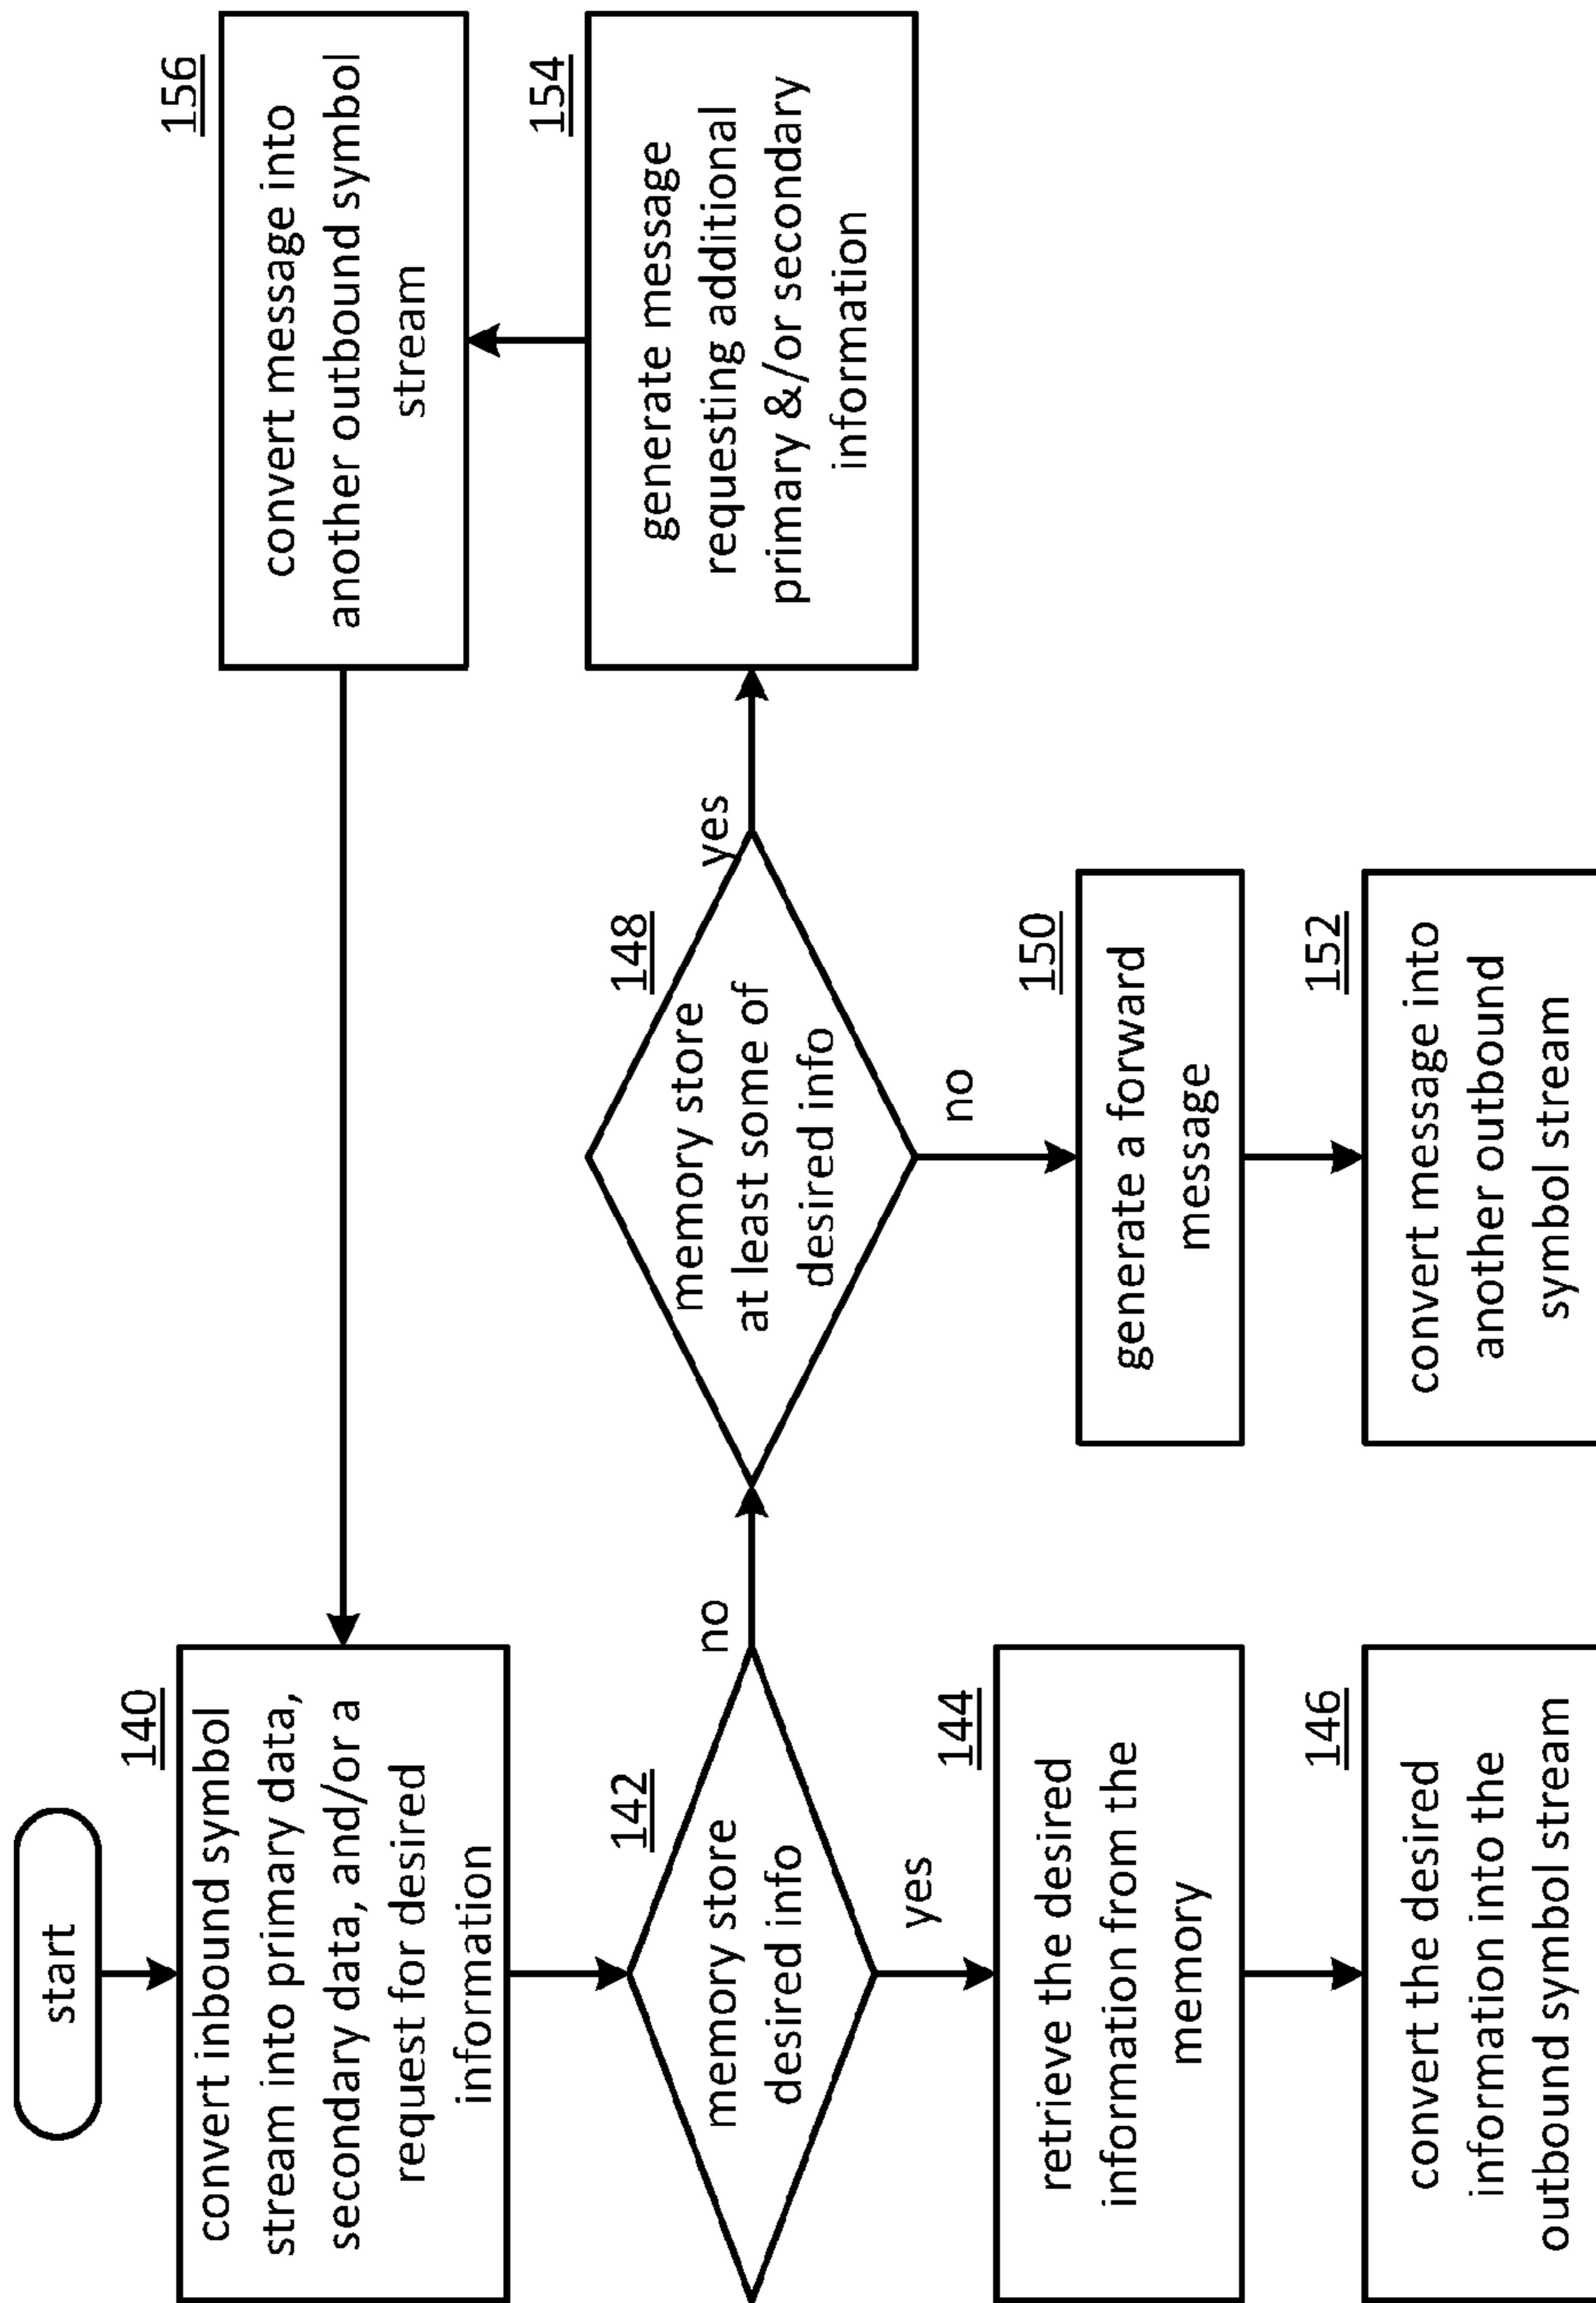 start
140
convert inbound symbol
stream into primary data,
secondary data, and/or a
request for desired
information
142
memory store
desired info
yes
no
144
retrieve the desired
information from the
memory
146
convert the desired
information into the
outbound symbol stream
148
memory store
at least some of
desired info
no
yes
150
generate a forward
message
152
convert message into
another outbound
symbol stream
154
generate message
requesting additional
primary &/or secondary
information
156
convert message into
another outbound symbol
stream